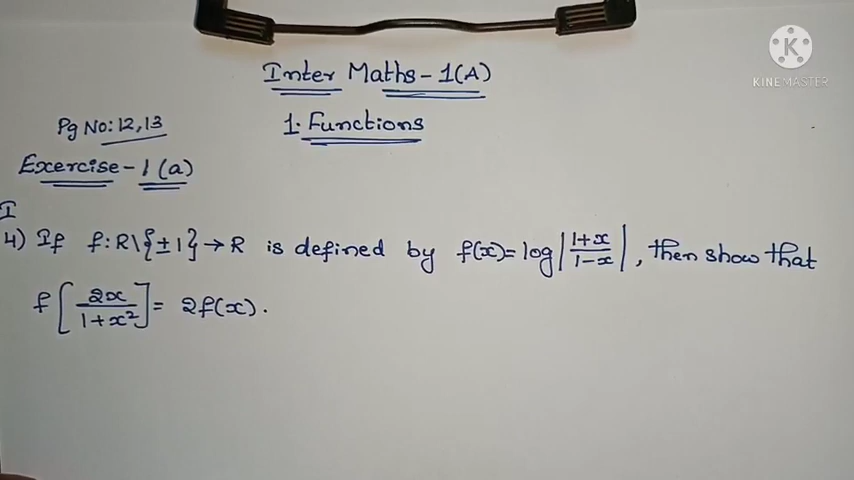 Inter Maths - 1(A)
KINEMASTER
Pg No: 12,13
1. Functions
Exercise - 1(a)
I
4) If f: R\{±1} → R is defined by f(x) = log|(1+x)/(1-x)|, then show that
f[2x/(1+x²)] = 2f(x).